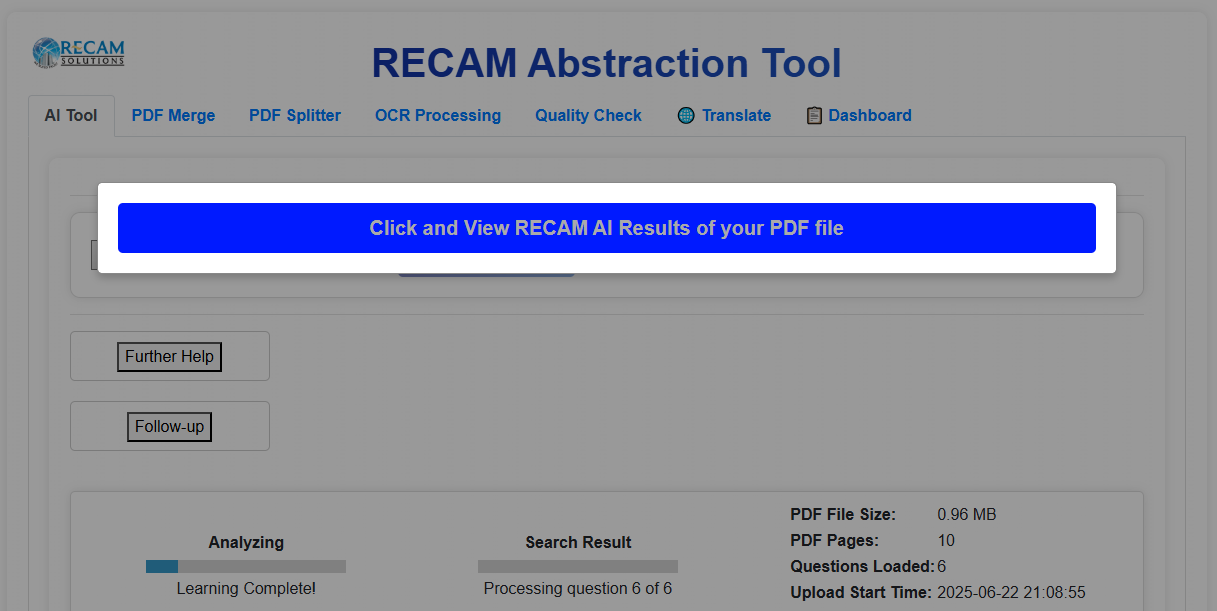 RECAM
SOLUTIONS
RECAM Abstraction Tool
AI Tool PDF Merge PDF Splitter OCR Processing Quality Check Translate Dashboard
Click and View RECAM AI Results of your PDF file
Further Help
Follow-up
Analyzing
Learning Complete!
Search Result
Processing question 6 of 6
PDF File Size: 0.96 MB
PDF Pages: 10
Questions Loaded: 6
Upload Start Time: 2025-06-22 21:08:55